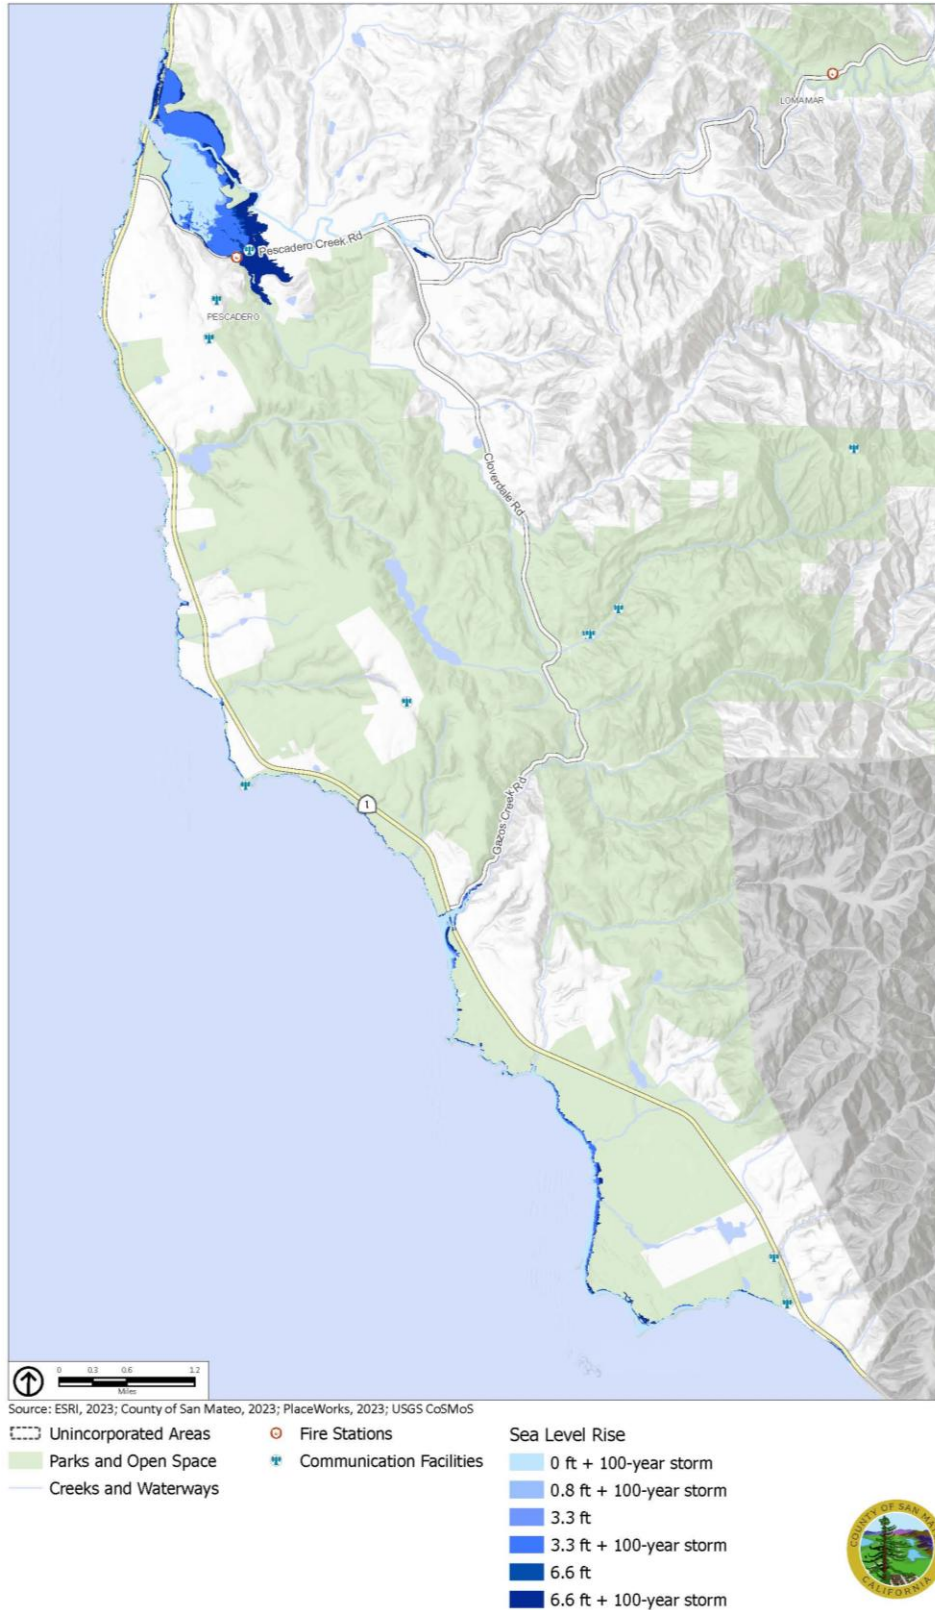 LOMA MAR
Pescadero Creek Rd
PESCADERO
Cloverdale Rd
1
Gazos Creek Rd
0 0.3 0.6 1.2
Miles
Source: ESRI, 2023; County of San Mateo, 2023; PlaceWorks, 2023; USGS CoSMoS
Unincorporated Areas
Parks and Open Space
Creeks and Waterways
Fire Stations
Communication Facilities
Sea Level Rise
0 ft + 100-year storm
0.8 ft + 100-year storm
3.3 ft
3.3 ft + 100-year storm
6.6 ft
6.6 ft + 100-year storm
COUNTY OF SAN MA
CALIFORNIA